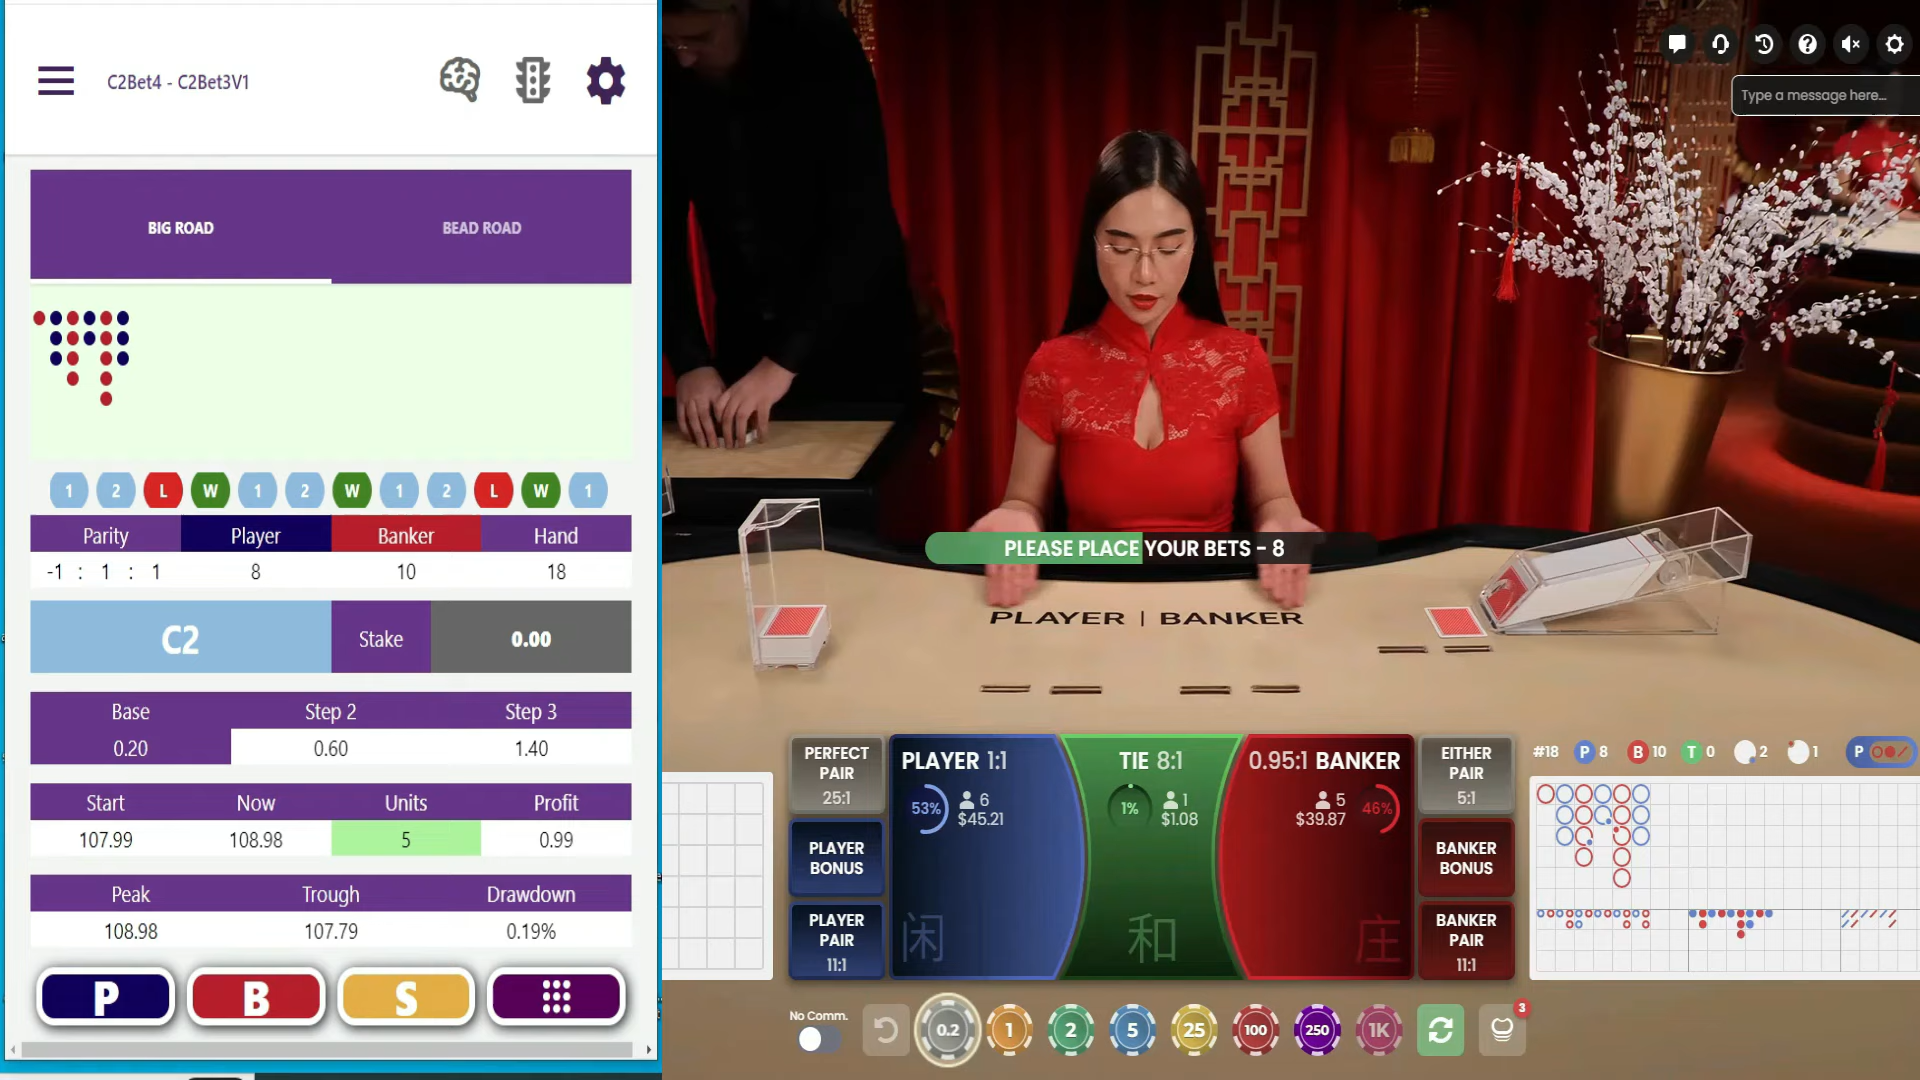 C2Bet4 - C2Bet3V1
BIG ROAD
BEAD ROAD
1 2 L W 1 2 W 1 2 L W 1
Parity Player Banker Hand
-1 : 1 : 1 8 10 18
C2 Stake 0.00
Base Step 2 Step 3
0.20 0.60 1.40
Start Now Units Profit
107.99 108.98 5 0.99
Peak Trough Drawdown
108.98 107.79 0.19%
P B S
Type a message here...
PLEASE PLACE YOUR BETS - 8
PLAYER | BANKER
PERFECT
PAIR
25:1
PLAYER
BONUS
PLAYER
PAIR
11:1
PLAYER 1:1
53%
6
$45.21
闲
TIE 8:1
1%
1
$1.08
和
0.95:1 BANKER
5
$39.87
46%
庄
EITHER
PAIR
5:1
BANKER
BONUS
BANKER
PAIR
11:1
#18 P 8 B 10 T 0 2 1 P
No Comm.
0.2 1 2 5 25 100 250 1K
3